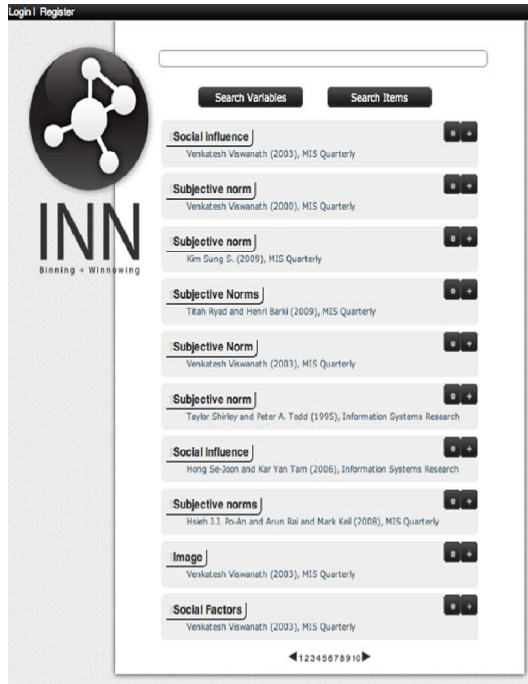 Login | Register
Search Variables Search Items
Social influence
Venkatesh Viswanath (2003), MIS Quarterly
Subjective norm
Venkatesh Viswanath (2000), MIS Quarterly
INN
Binning + Winnowing
Subjective norm
Kim Sung S. (2009), MIS Quarterly
Subjective Norms
Titah Ryad and Henri Barki (2009), MIS Quarterly
Subjective Norm
Venkatesh Viswanath (2003), MIS Quarterly
Subjective norm
Taylor Shirley and Peter A. Todd (1995), Information Systems Research
Social influence
Hong Se-Joon and Kar Yan Tam (2006), Information Systems Research
Subjective norms
Hsieh J.J. Po-An and Arun Rai and Mark Keil (2008), MIS Quarterly
Image
Venkatesh Viswanath (2003), MIS Quarterly
Social Factors
Venkatesh Viswanath (2003), MIS Quarterly
12345678910